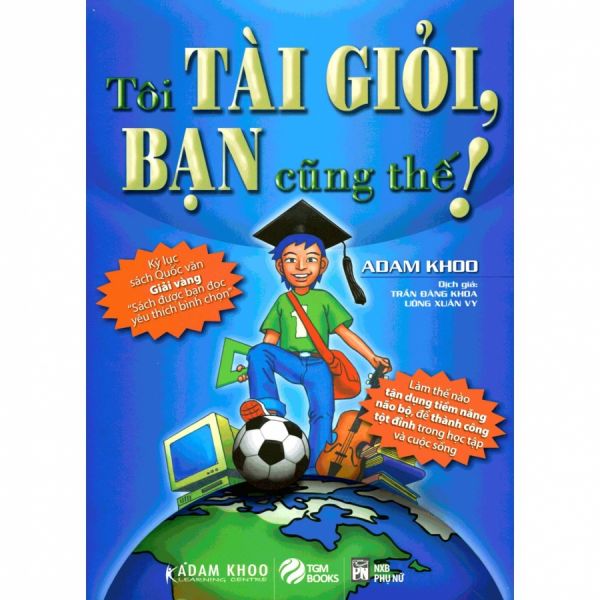 Tôi TÀI GIỎI,
BẠN cũng thế!
ADAM KHOO
Dịch giả:
TRẦN ĐĂNG KHOA
UÔNG XUÂN VY
Kỷ lục
sách Quốc văn
Giải vàng
"Sách được bạn đọc
yêu thích bình chọn"
1
Làm thế nào
tận dụng tiềm năng
não bộ, để thành công
tột đỉnh trong học tập
và cuộc sống
ADAM KHOO
LEARNING CENTRE
TGM
BOOKS
PN
NXB
PHỤ NỮ